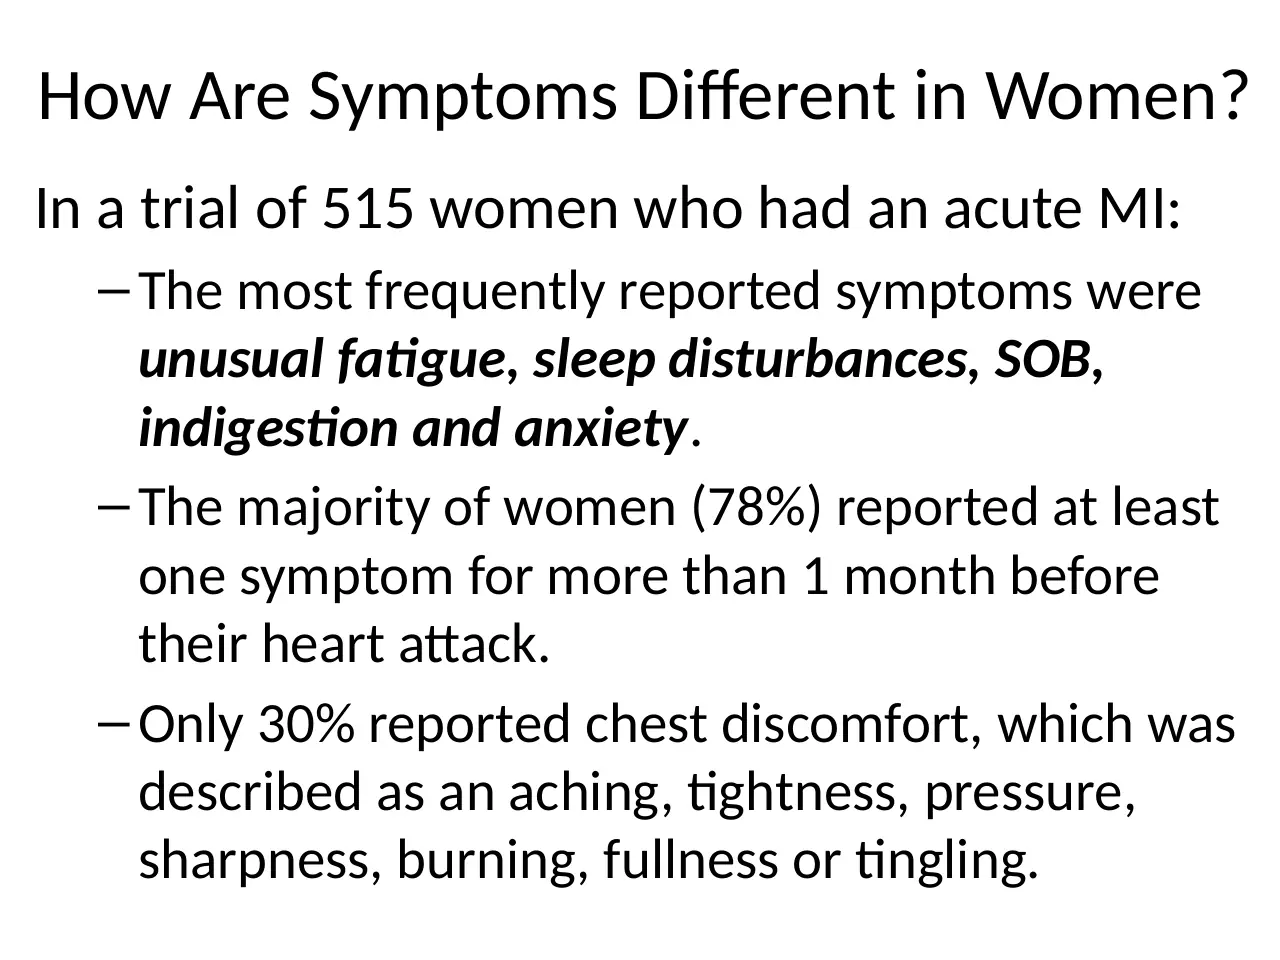 How Are Symptoms Different in Women?
In a trial of 515 women who had an acute MI:
– The most frequently reported symptoms were
unusual fatigue, sleep disturbances, SOB,
indigestion and anxiety.
– The majority of women (78%) reported at least
one symptom for more than 1 month before
their heart attack.
– Only 30% reported chest discomfort, which was
described as an aching, tightness, pressure,
sharpness, burning, fullness or tingling.